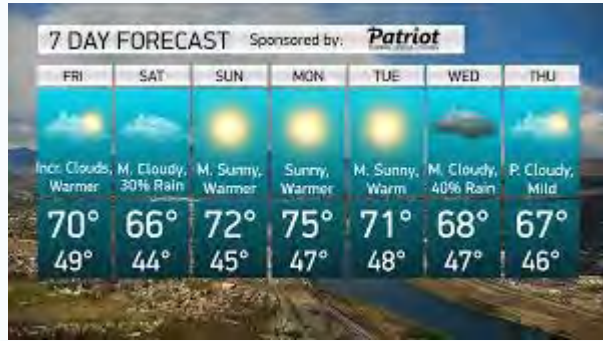 7 DAY FORECAST Sponsored by: Patriot
FRI SAT SUN MON TUE WED THU
Incr. Clouds, M. Cloudy, M. Sunny, Sunny, M. Sunny, M. Cloudy, P. Cloudy,
Warmer 30% Rain Warmer Warmer Warm 40% Rain Mild
70° 66° 72° 75° 71° 68° 67°
49° 44° 45° 47° 48° 47° 46°